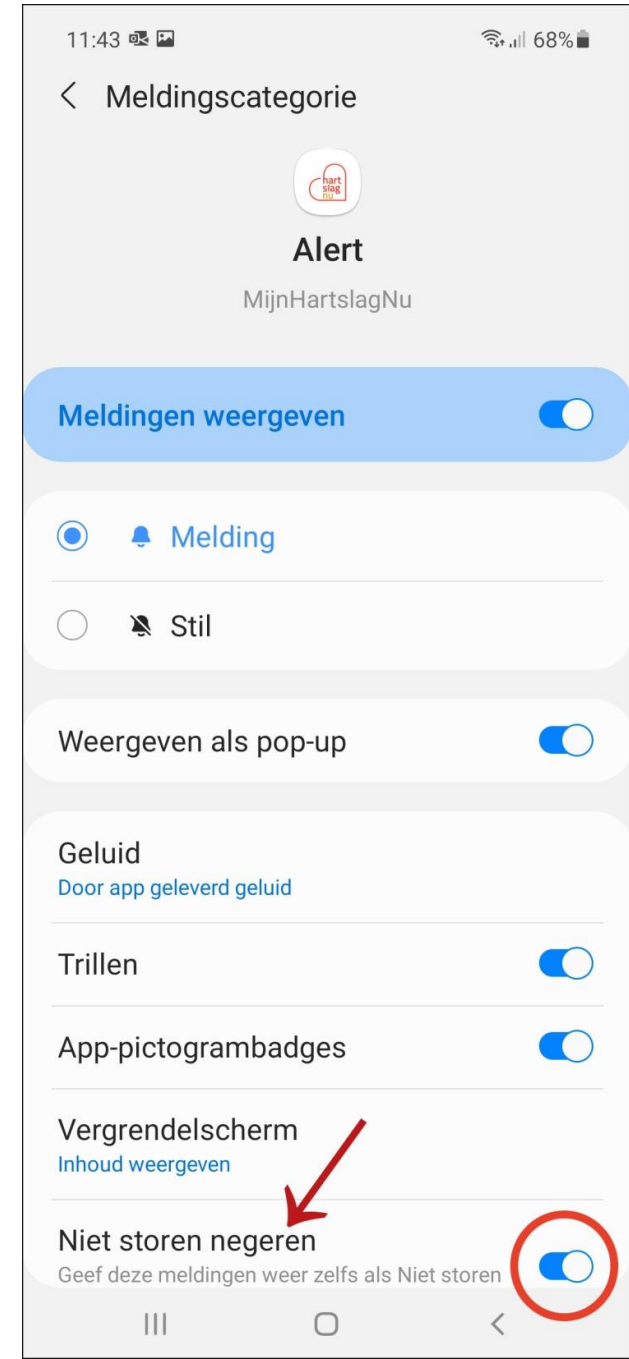 11:43
68%
Meldingscategorie
hart
slag
nu
Alert
MijnHartslagNu
Meldingen weergeven
Melding
Stil
Weergeven als pop-up
Geluid
Door app geleverd geluid
Trillen
App-pictogrambadges
Vergrendelscherm
Inhoud weergeven
Niet storen negeren
Geef deze meldingen weer zelfs als Niet storen